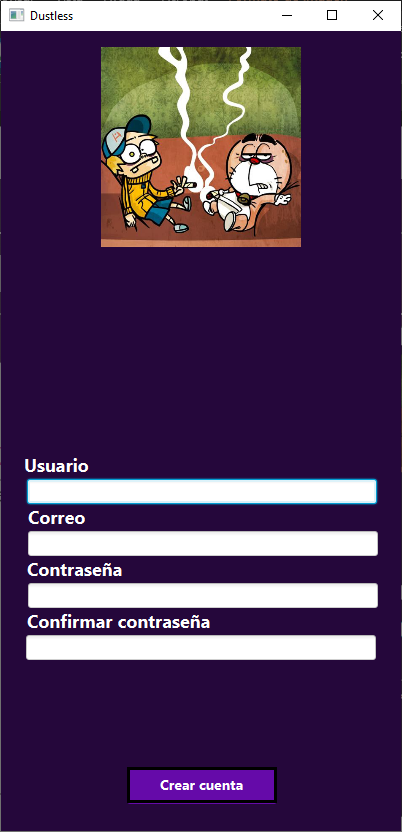 Dustless
Usuario
Correo
Contraseña
Confirmar contraseña
Crear cuenta